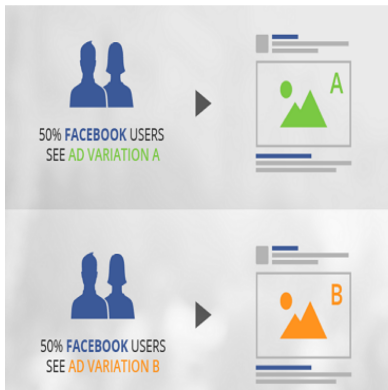 50% FACEBOOK USERS
SEE AD VARIATION A
A
50% FACEBOOK USERS
SEE AD VARIATION B
B